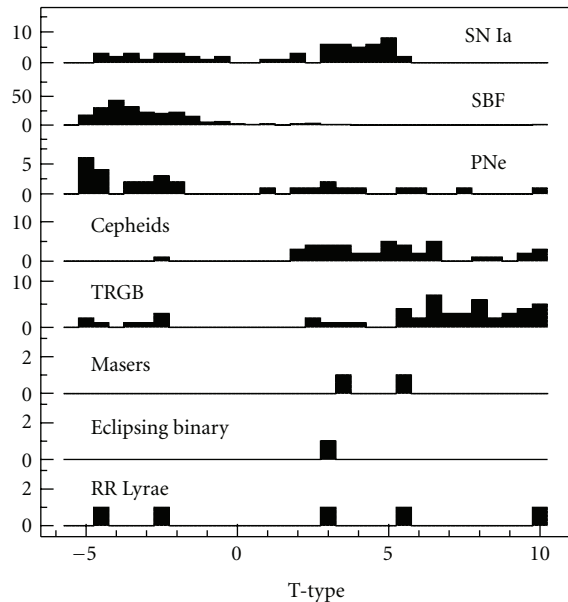 10
SN Ia
0
50
SBF
0
5
PNe
0
10
Cepheids
0
10
TRGB
0
2
Masers
0
2
Eclipsing binary
0
2
RR Lyrae
0
−5 0 5 10
T-type